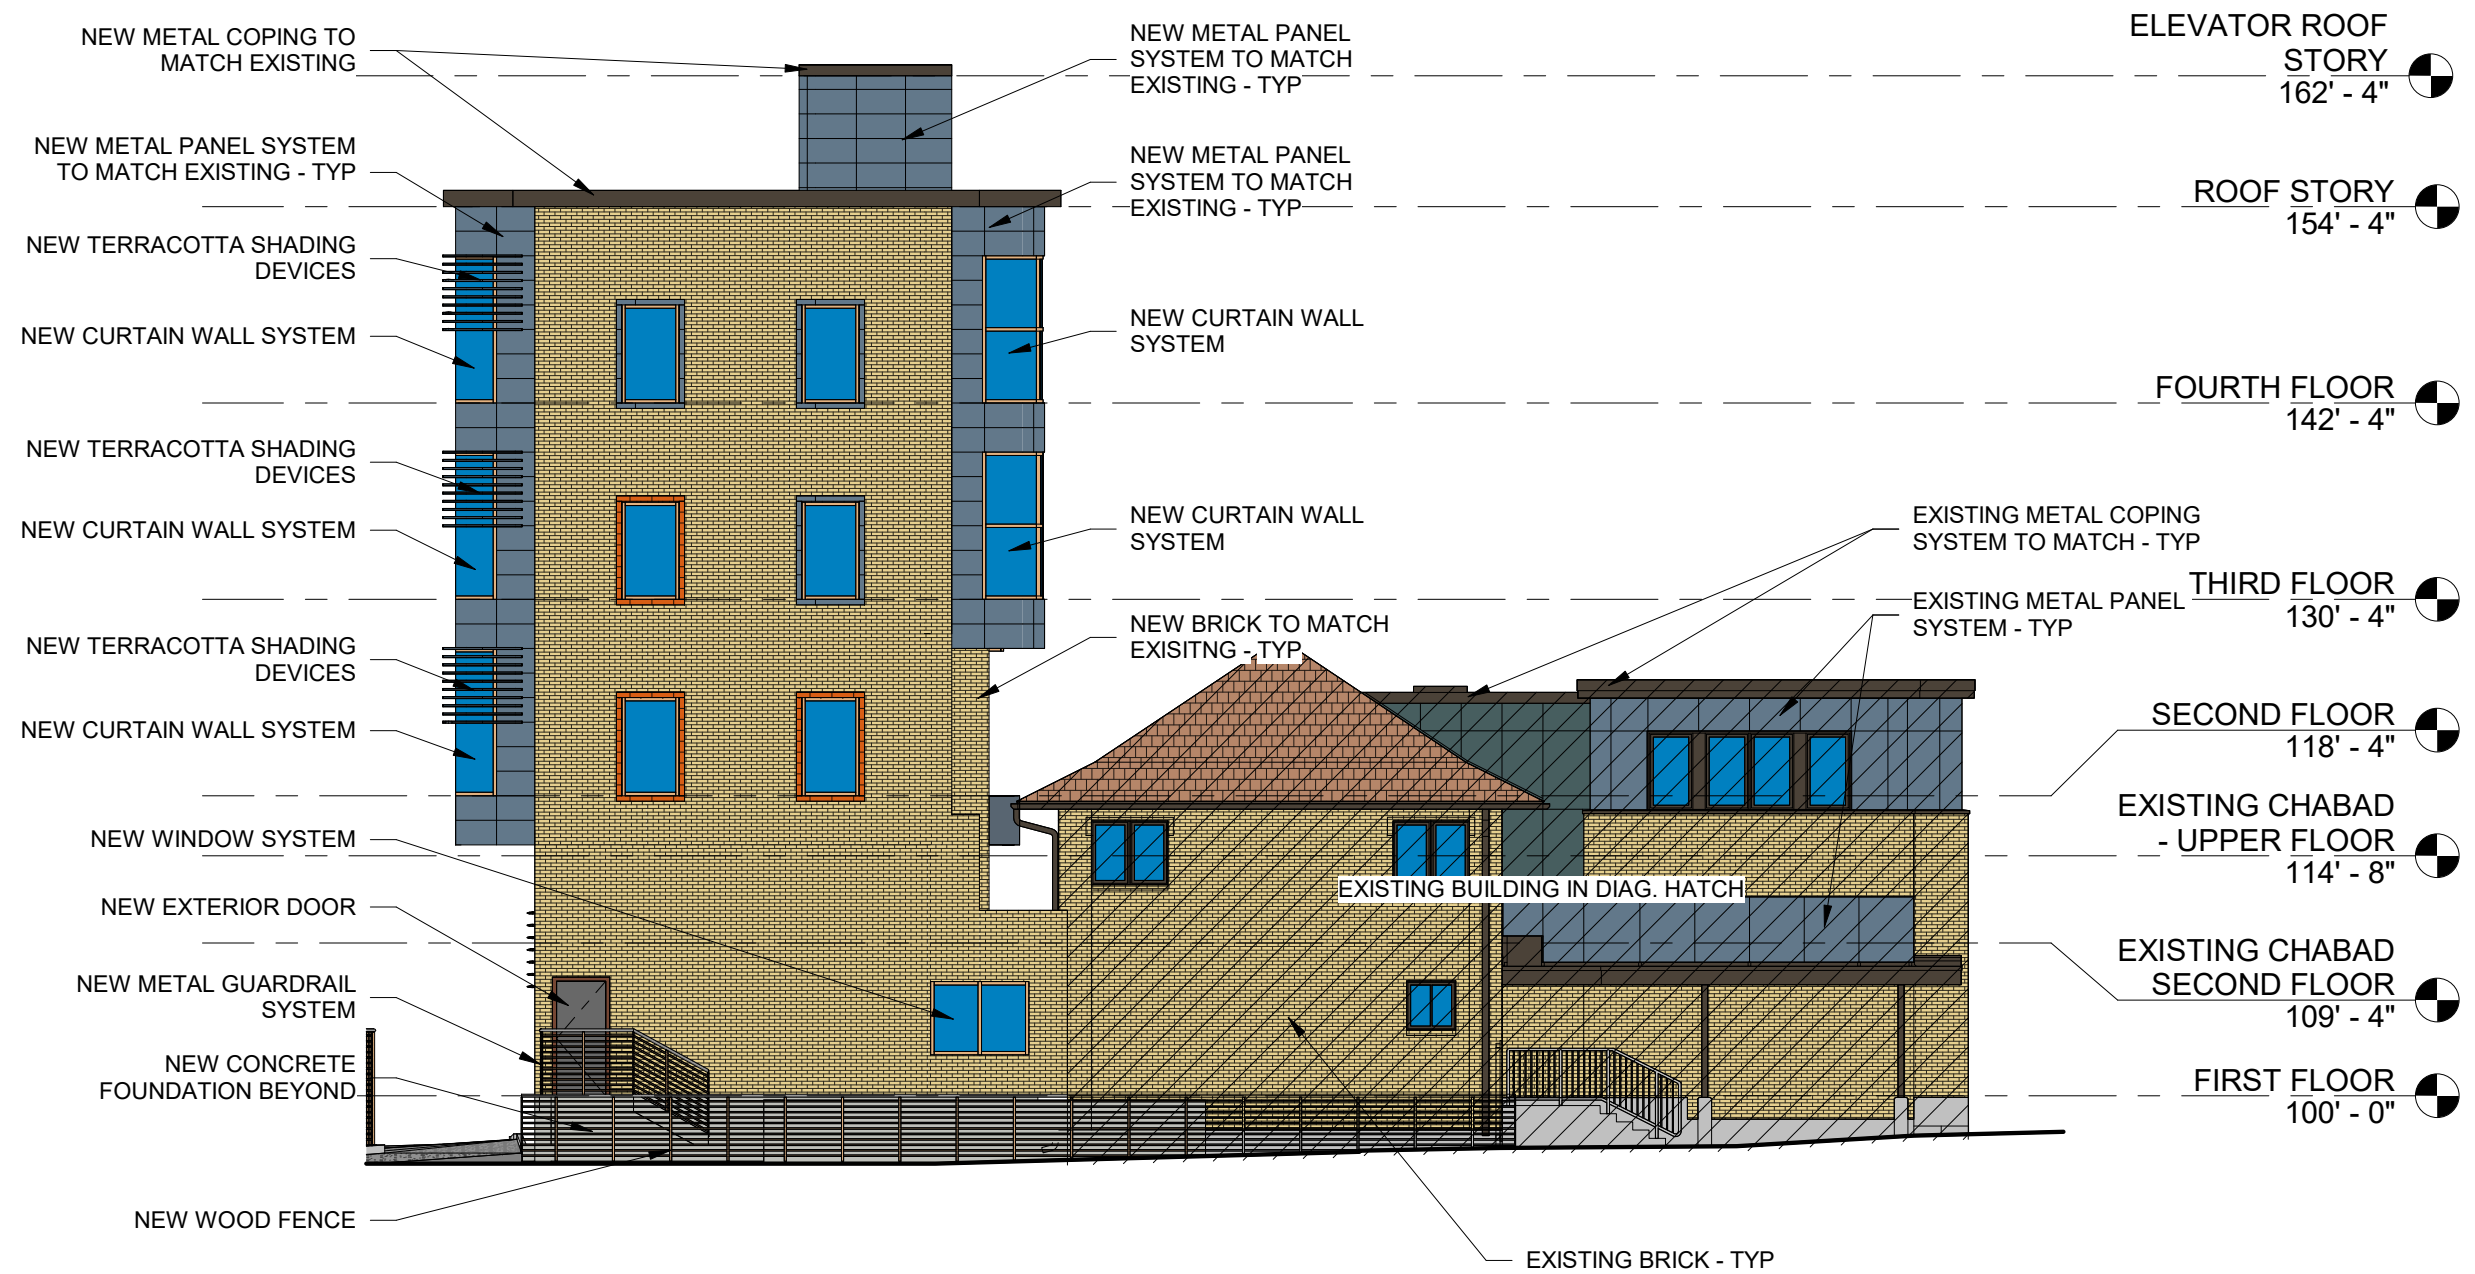 NEW METAL COPING TO
MATCH EXISTING
NEW METAL PANEL SYSTEM
TO MATCH EXISTING - TYP
NEW TERRACOTTA SHADING
DEVICES
NEW CURTAIN WALL SYSTEM
NEW TERRACOTTA SHADING
DEVICES
NEW CURTAIN WALL SYSTEM
NEW TERRACOTTA SHADING
DEVICES
NEW CURTAIN WALL SYSTEM
NEW WINDOW SYSTEM
NEW EXTERIOR DOOR
NEW METAL GUARDRAIL
SYSTEM
NEW CONCRETE
FOUNDATION BEYOND
NEW WOOD FENCE
NEW METAL PANEL
SYSTEM TO MATCH
EXISTING - TYP
NEW METAL PANEL
SYSTEM TO MATCH
EXISTING - TYP
NEW CURTAIN WALL
SYSTEM
NEW CURTAIN WALL
SYSTEM
NEW BRICK TO MATCH
EXISITNG - TYP
EXISTING BUILDING IN DIAG. HATCH
EXISTING BRICK - TYP
EXISTING METAL COPING
SYSTEM TO MATCH - TYP
EXISTING METAL PANEL
SYSTEM - TYP
ELEVATOR ROOF
STORY
162' - 4"
ROOF STORY
154' - 4"
FOURTH FLOOR
142' - 4"
THIRD FLOOR
130' - 4"
SECOND FLOOR
118' - 4"
EXISTING CHABAD
- UPPER FLOOR
114' - 8"
EXISTING CHABAD
SECOND FLOOR
109' - 4"
FIRST FLOOR
100' - 0"